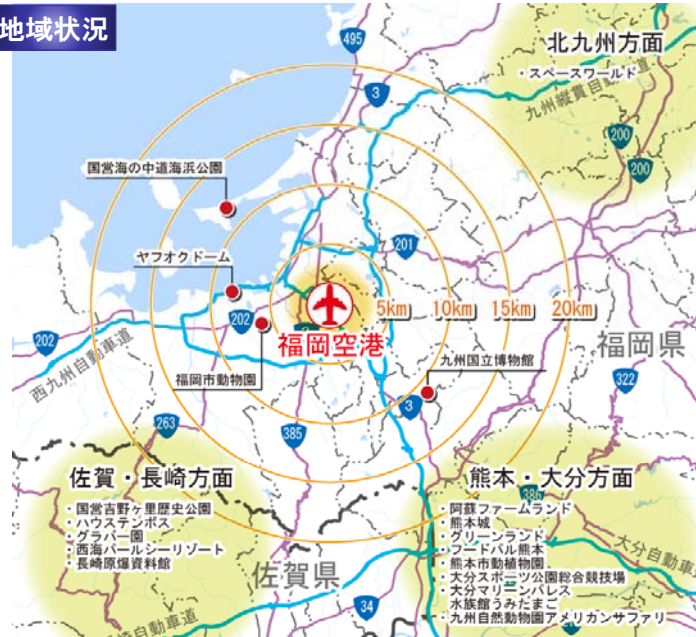 地域状況
495
北九州方面
・スペースワールド
3
九州縦貫自動車道
200
200
国営海の中道海浜公園
201
ヤフオクドーム
5km
10km
15km
20km
202
202
福岡空港
福岡県
西九州自動車道
九州国立博物館
福岡市動物園
322
3
263
385
佐賀・長崎方面
・国営吉野ヶ里歴史公園
・ハウステンボス
・グラバー園
・西海パールシーリゾート
・長崎原爆資料館
熊本・大分方面
386
・阿蘇ファームランド
・熊本城
・グリーンランド
・フードパル熊本
・熊本市動植物園
・大分スポーツ公園総合競技場
・大分マリーンパレス
水族館うみたまご
・九州自然動物園アメリカンサファリ
大分自動車
佐賀県
34
崎自動車道